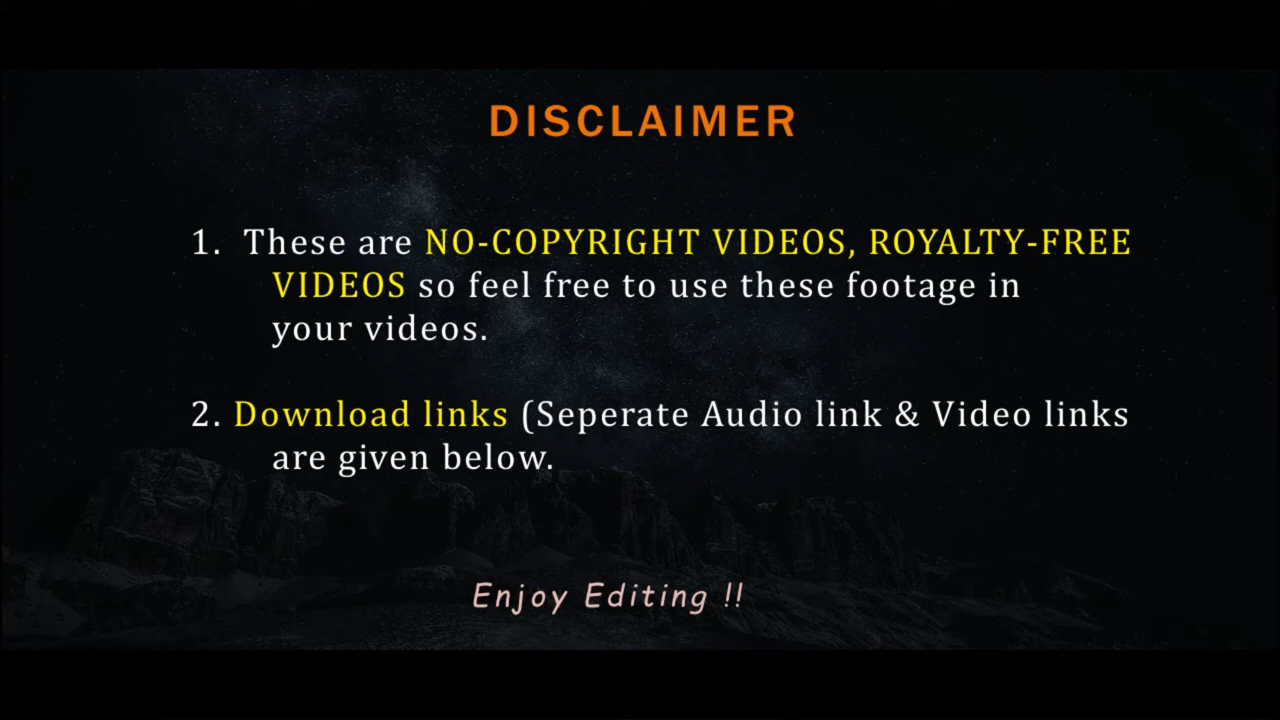 DISCLAIMER
1. These are NO-COPYRIGHT VIDEOS, ROYALTY-FREE
VIDEOS so feel free to use these footage in
your videos.
2. Download links (Seperate Audio link & Video links
are given below.
Enjoy Editing !!